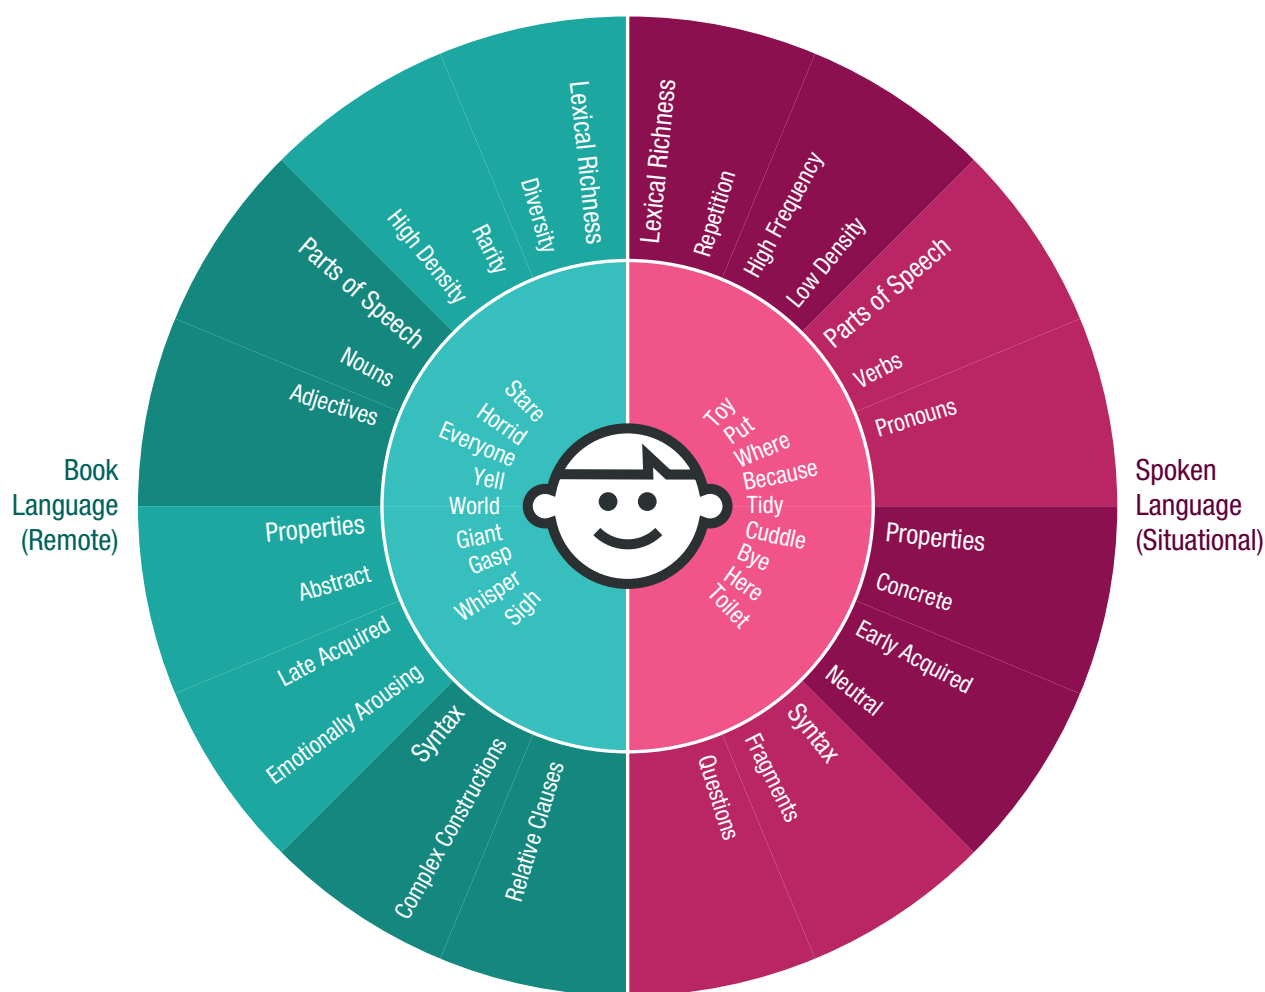 Book
Language
(Remote)
Lexical Richness
Diversity
Rarity
High Density
Parts of Speech
Nouns
Adjectives
Properties
Abstract
Late Acquired
Emotionally Arousing
Syntax
Complex Constructions
Relative Clauses
Stare
Horrid
Everyone
Yell
World
Giant
Gasp
Whisper
Sigh
Toy
Put
Where
Because
Tidy
Cuddle
Bye
Here
Toilet
Lexical Richness
Repetition
High Frequency
Low Density
Parts of Speech
Verbs
Pronouns
Properties
Concrete
Early Acquired
Neutral
Syntax
Fragments
Questions
Spoken
Language
(Situational)